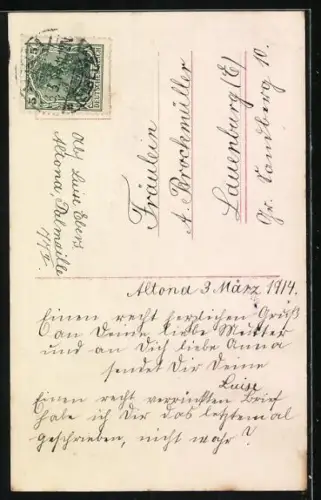 Fräulein
A. Brockmüller
Lauenburg (E)
Gr. Sandberg 10.
Abs. Luise Ebers
Altona, Palmaille
Altona 3 März 1914.
Einen recht herzlichen Gruß
an Deine liebe Mutter
und an Dich liebe Anna
sendet Dir Deine
Luise
Einen recht verrückten Brief
habe ich Dir das letztemal
geschrieben, nicht wahr?